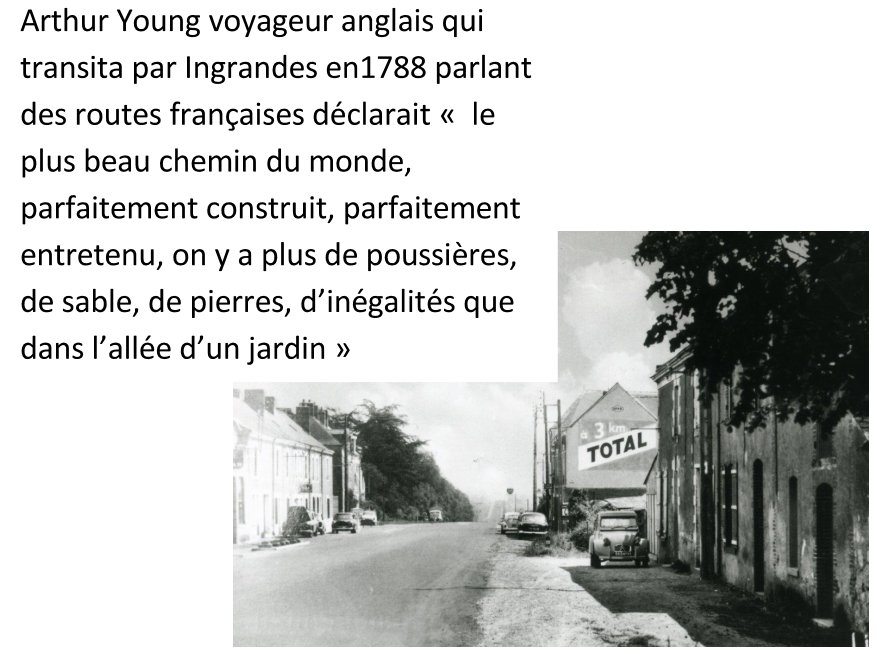 Arthur Young voyageur anglais qui
transita par Ingrandes en1788 parlant
des routes françaises déclarait «  le
plus beau chemin du monde,
parfaitement construit, parfaitement
entretenu, on y a plus de poussières,
de sable, de pierres, d’inégalités que
dans l’allée d’un jardin »
à 3 km
TOTAL